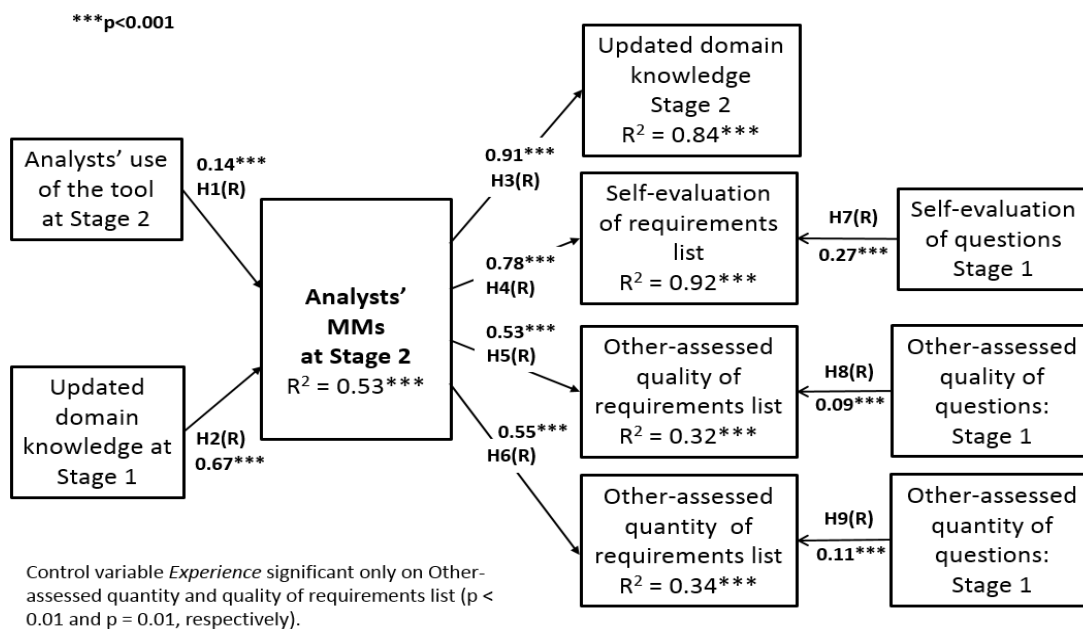 ***p<0.001
Analysts' use
of the tool
at Stage 2
Updated
domain
knowledge at
Stage 1
0.14***
H1(R)
H2(R)
0.67***
Analysts'
MMs
at Stage 2
R² = 0.53***
0.91***
H3(R)
0.78***
H4(R)
0.53***
H5(R)
0.55***
H6(R)
Updated domain
knowledge
Stage 2
R² = 0.84***
Self-evaluation
of requirements
list
R² = 0.92***
Other-assessed
quality of
requirements list
R² = 0.32***
Other-assessed
quantity of
requirements list
R² = 0.34***
H7(R)
0.27***
H8(R)
0.09***
H9(R)
0.11***
Self-evaluation
of questions
Stage 1
Other-assessed
quality of
questions:
Stage 1
Other-assessed
quantity of
questions:
Stage 1
Control variable Experience significant only on Other-
assessed quantity and quality of requirements list (p <
0.01 and p = 0.01, respectively).